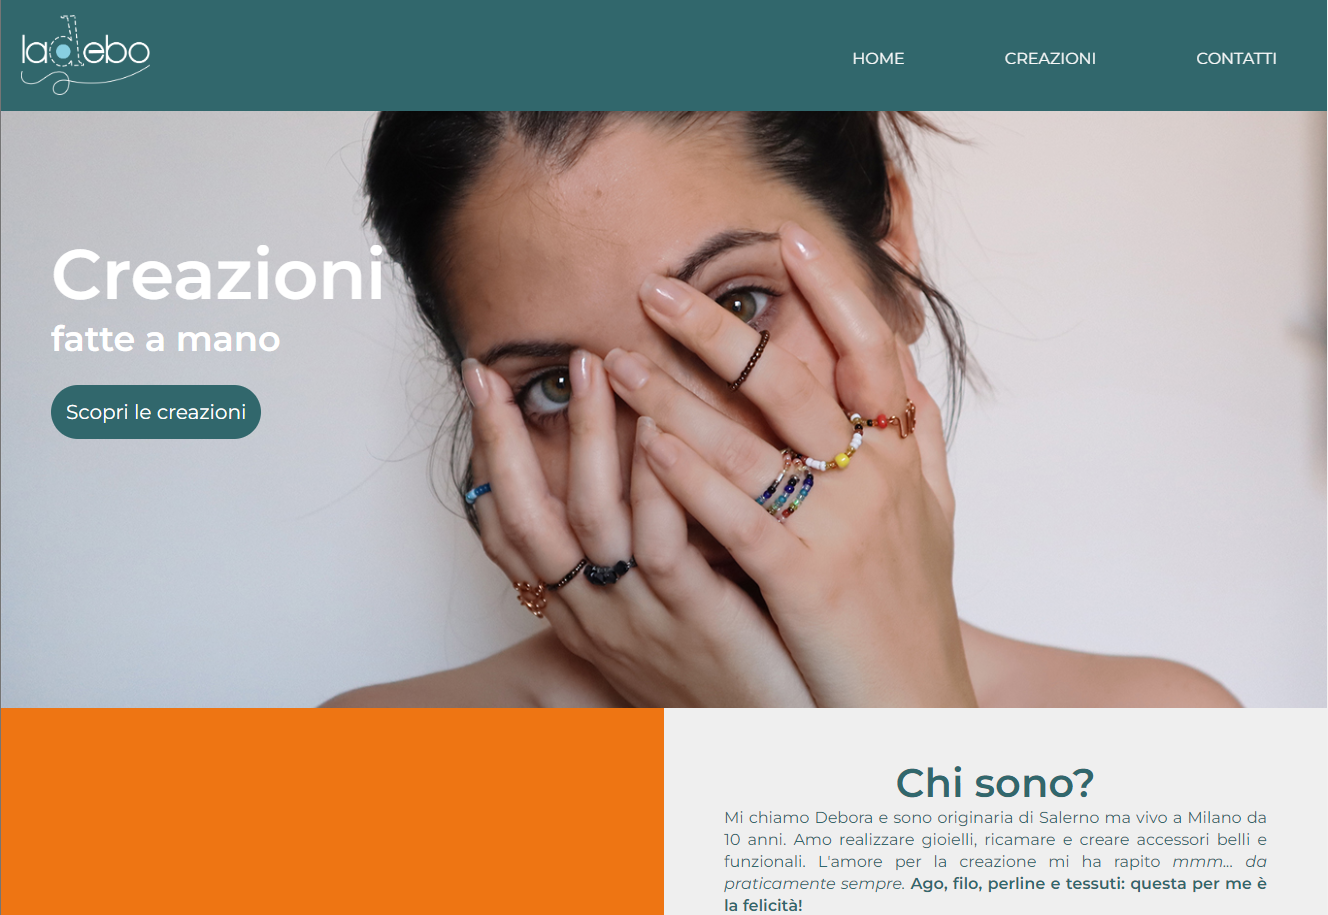 ladebo
HOME
CREAZIONI
CONTATTI
Creazioni
fatte a mano
Scopri le creazioni
Chi sono?
Mi chiamo Debora e sono originaria di Salerno ma vivo a Milano da
10 anni. Amo realizzare gioielli, ricamare e creare accessori belli e
funzionali. L'amore per la creazione mi ha rapito mmm... da
praticamente sempre. Ago, filo, perline e tessuti: questa per me è
la felicità!